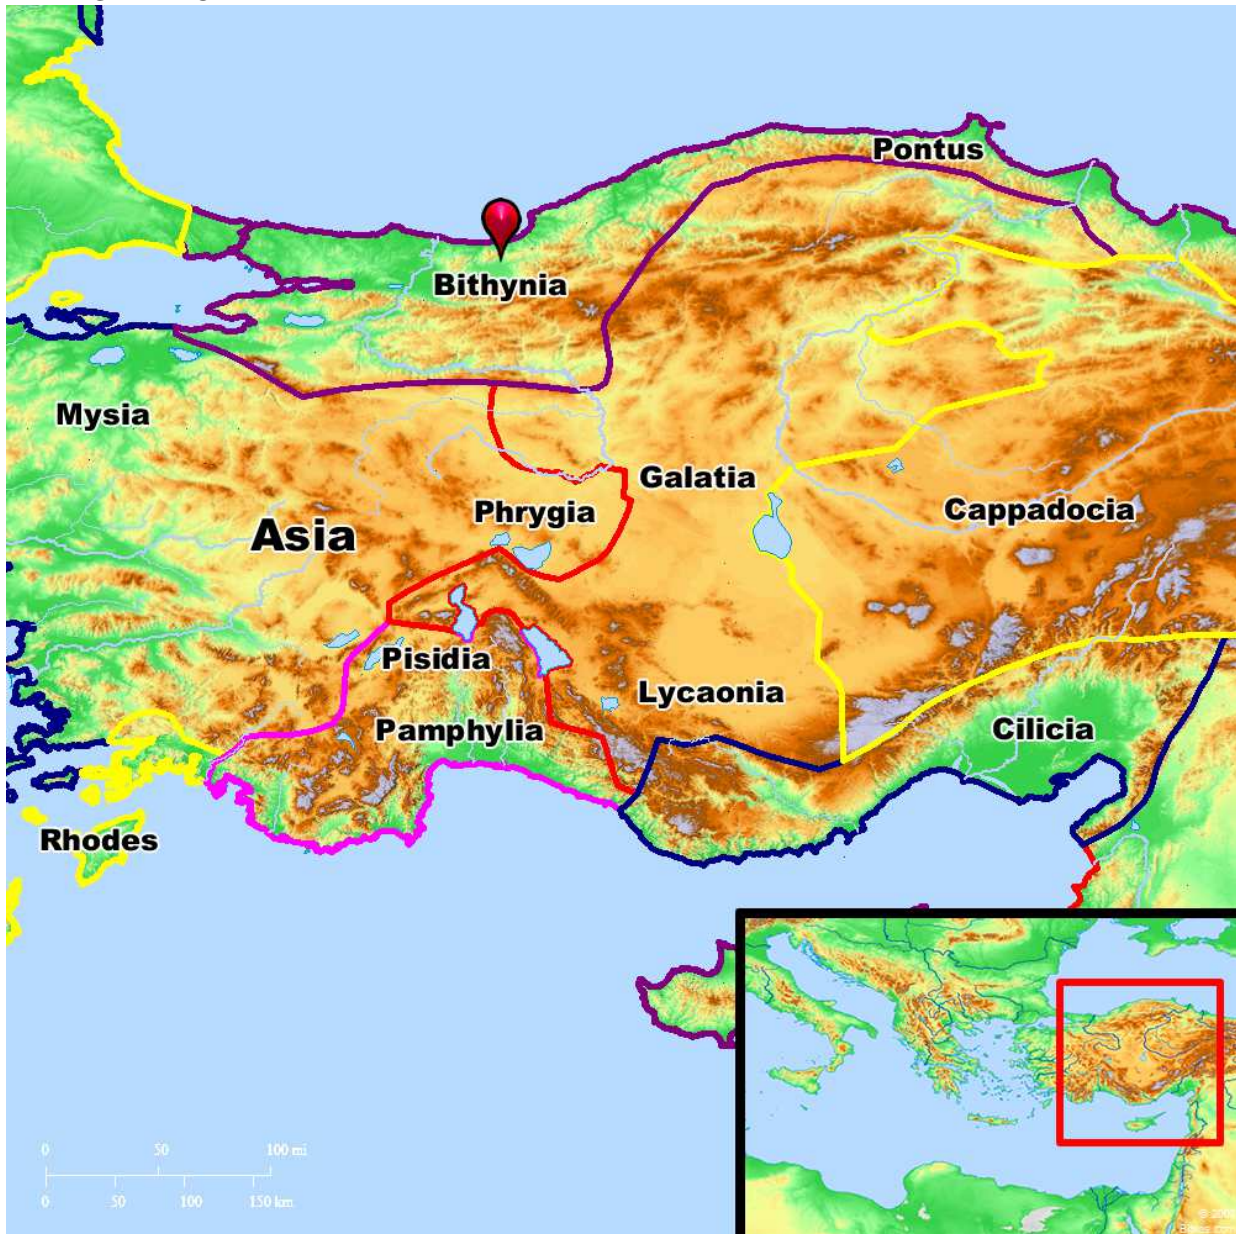 Pontus
Bithynia
Mysia
Galatia
Phrygia
Cappadocia
Asia
Pisidia
Lycaonia
Pamphylia
Cilicia
Rhodes
0 50 100 mi
0 50 100 150 km